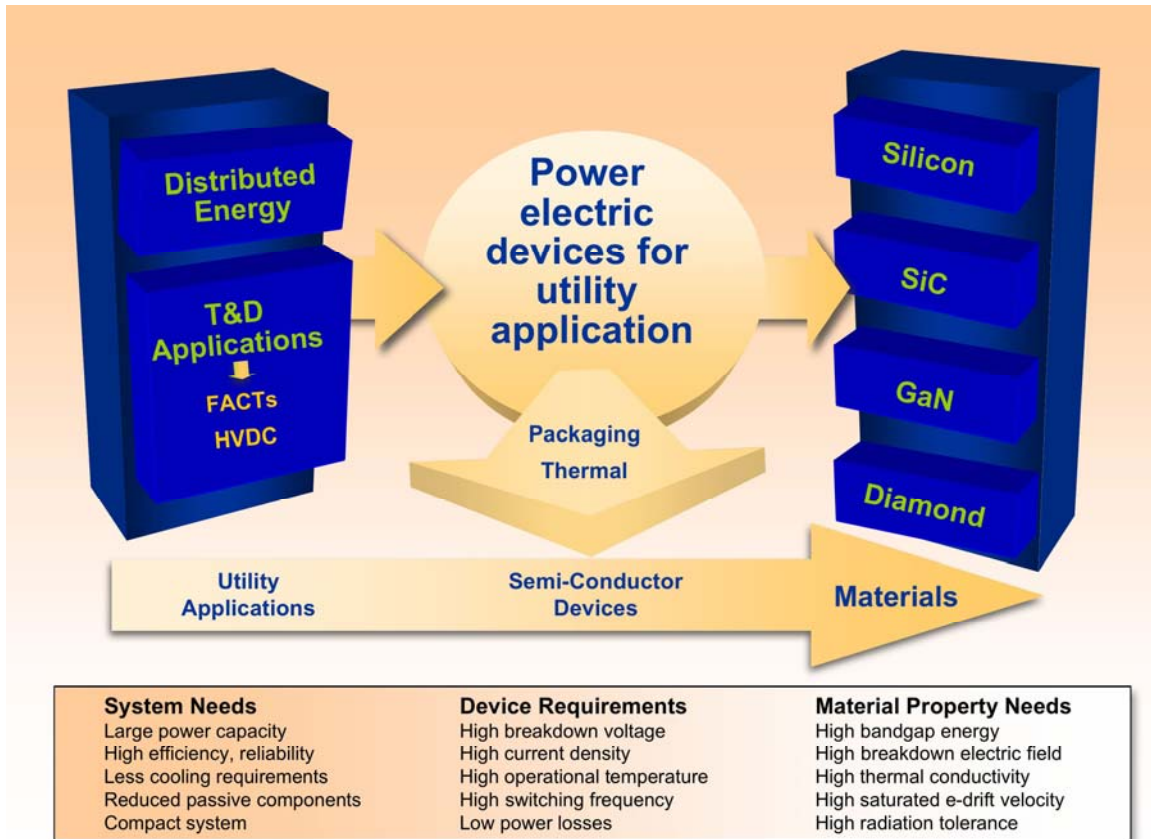 Distributed
Energy
T&D
Applications
FACTs
HVDC
Power
electric
devices for
utility
application
Packaging
Thermal
Silicon
SiC
GaN
Diamond
Utility
Applications
Semi-Conductor
Devices
Materials
System Needs
Large power capacity
High efficiency, reliability
Less cooling requirements
Reduced passive components
Compact system
Device Requirements
High breakdown voltage
High current density
High operational temperature
High switching frequency
Low power losses
Material Property Needs
High bandgap energy
High breakdown electric field
High thermal conductivity
High saturated e-drift velocity
High radiation tolerance